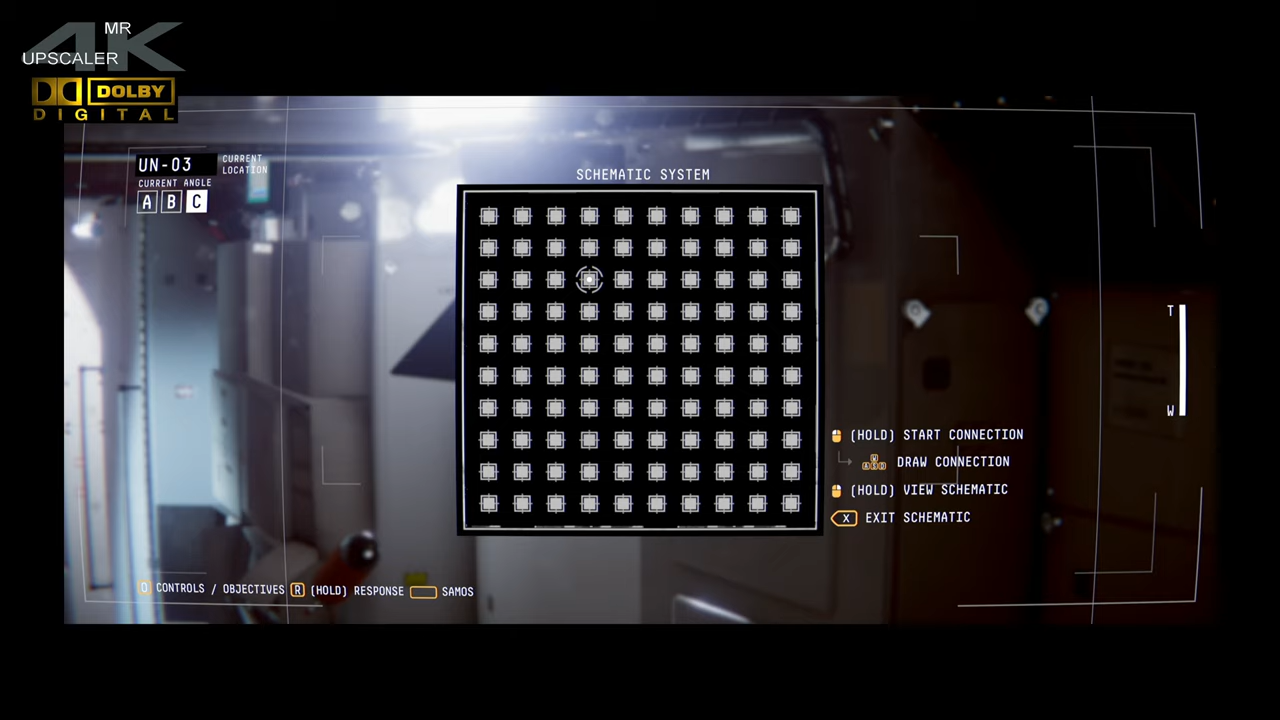 4K
MR
UPSCALER
DOLBY
DIGITAL
UN-03
CURRENT
LOCATION
CURRENT ANGLE
A B C
SCHEMATIC SYSTEM
T
W
(HOLD) START CONNECTION
W
A S D
DRAW CONNECTION
(HOLD) VIEW SCHEMATIC
X EXIT SCHEMATIC
CONTROLS / OBJECTIVES R (HOLD) RESPONSE SAMOS